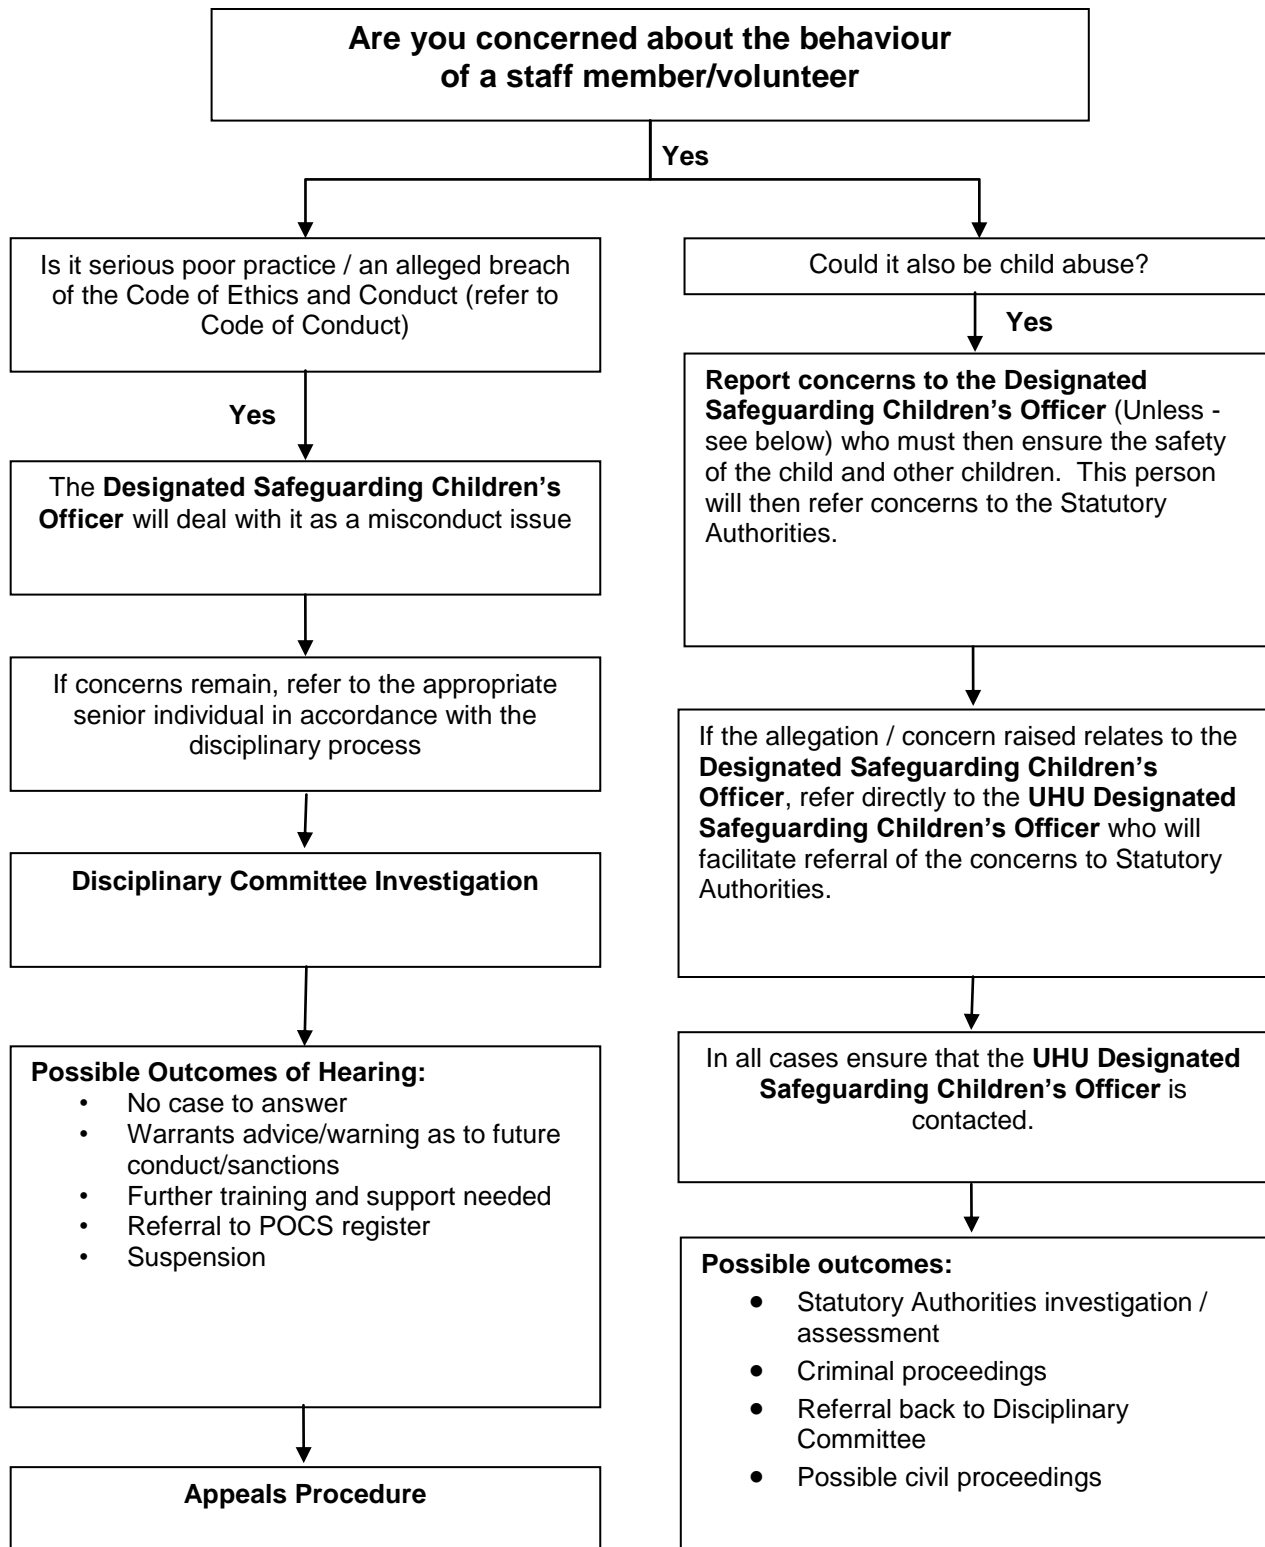 Are you concerned about the behaviour
of a staff member/volunteer
Yes
Is it serious poor practice / an alleged breach
of the Code of Ethics and Conduct (refer to
Code of Conduct)
Yes
The Designated Safeguarding Children’s
Officer will deal with it as a misconduct issue
If concerns remain, refer to the appropriate
senior individual in accordance with the
disciplinary process
Disciplinary Committee Investigation
Possible Outcomes of Hearing:
• No case to answer
• Warrants advice/warning as to future
conduct/sanctions
• Further training and support needed
• Referral to POCS register
• Suspension
Appeals Procedure
Could it also be child abuse?
Yes
Report concerns to the Designated
Safeguarding Children’s Officer (Unless -
see below) who must then ensure the safety
of the child and other children. This person
will then refer concerns to the Statutory
Authorities.
If the allegation / concern raised relates to the
Designated Safeguarding Children’s
Officer, refer directly to the UHU Designated
Safeguarding Children’s Officer who will
facilitate referral of the concerns to Statutory
Authorities.
In all cases ensure that the UHU Designated
Safeguarding Children’s Officer is
contacted.
Possible outcomes:
• Statutory Authorities investigation /
assessment
• Criminal proceedings
• Referral back to Disciplinary
Committee
• Possible civil proceedings